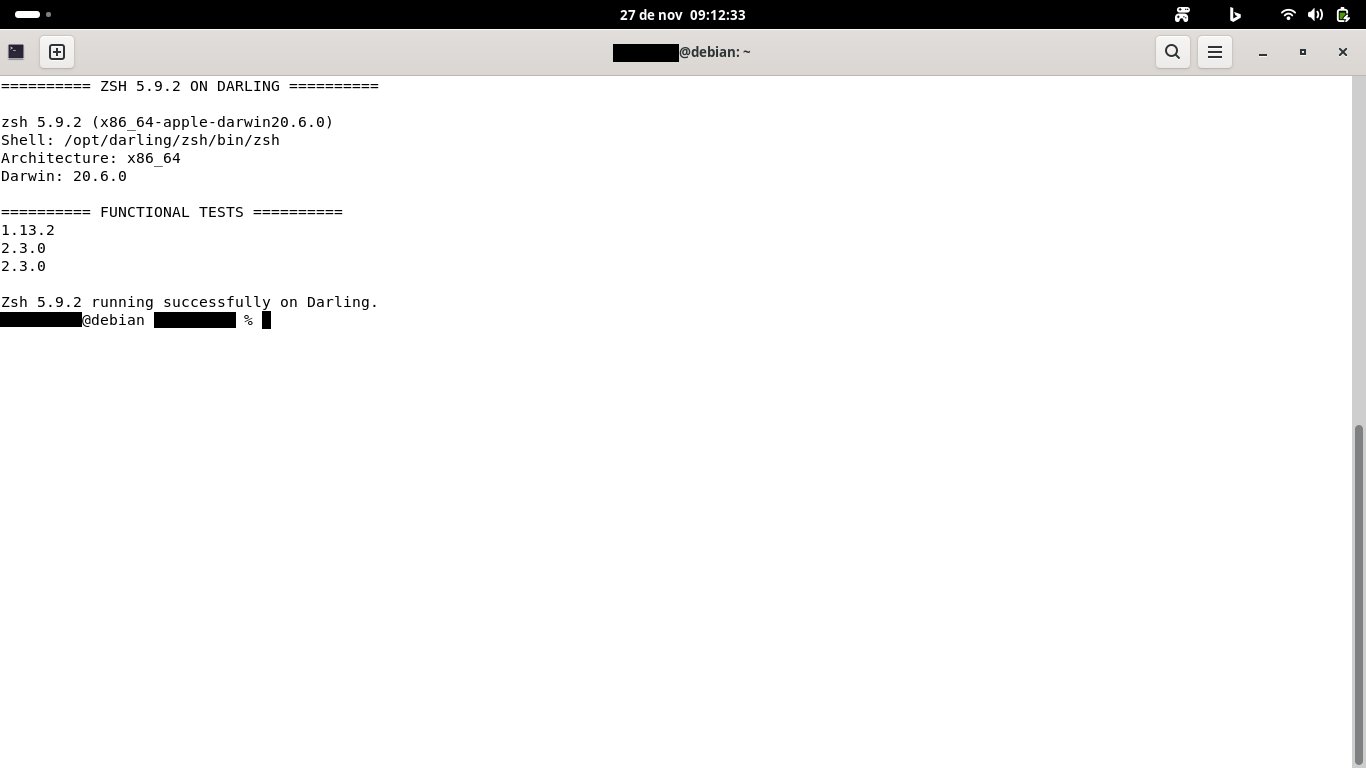 27 de nov 09:12:33
@debian: ~
========== ZSH 5.9.2 ON DARLING ==========
zsh 5.9.2 (x86_64-apple-darwin20.6.0)
Shell: /opt/darling/zsh/bin/zsh
Architecture: x86_64
Darwin: 20.6.0
========== FUNCTIONAL TESTS ==========
1.13.2
2.3.0
2.3.0
Zsh 5.9.2 running successfully on Darling.
@debian %